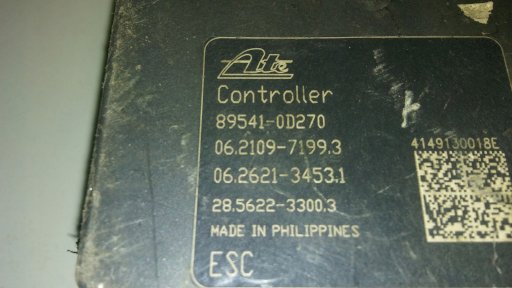 Ate
Controller
89541-0D270
06.2109-7199.3
4149130018E
06.2621-3453.1
28.5622-3300.3
MADE IN PHILIPPINES
ESC